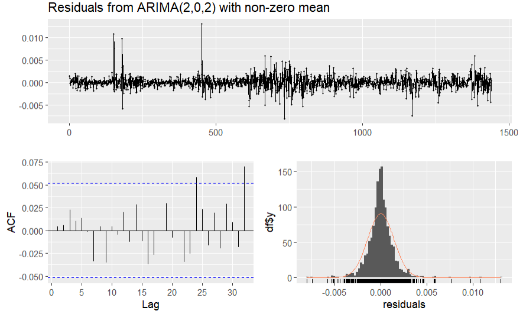 Residuals from ARIMA(2,0,2) with non-zero mean
0.010
0.005
0.000
-0.005
0 500 1000 1500
0.075
0.050
0.025
0.000
-0.025
-0.050
ACF
0 5 10 15 20 25 30
Lag
150
100
50
0
df$y
-0.005 0.000 0.005 0.010
residuals